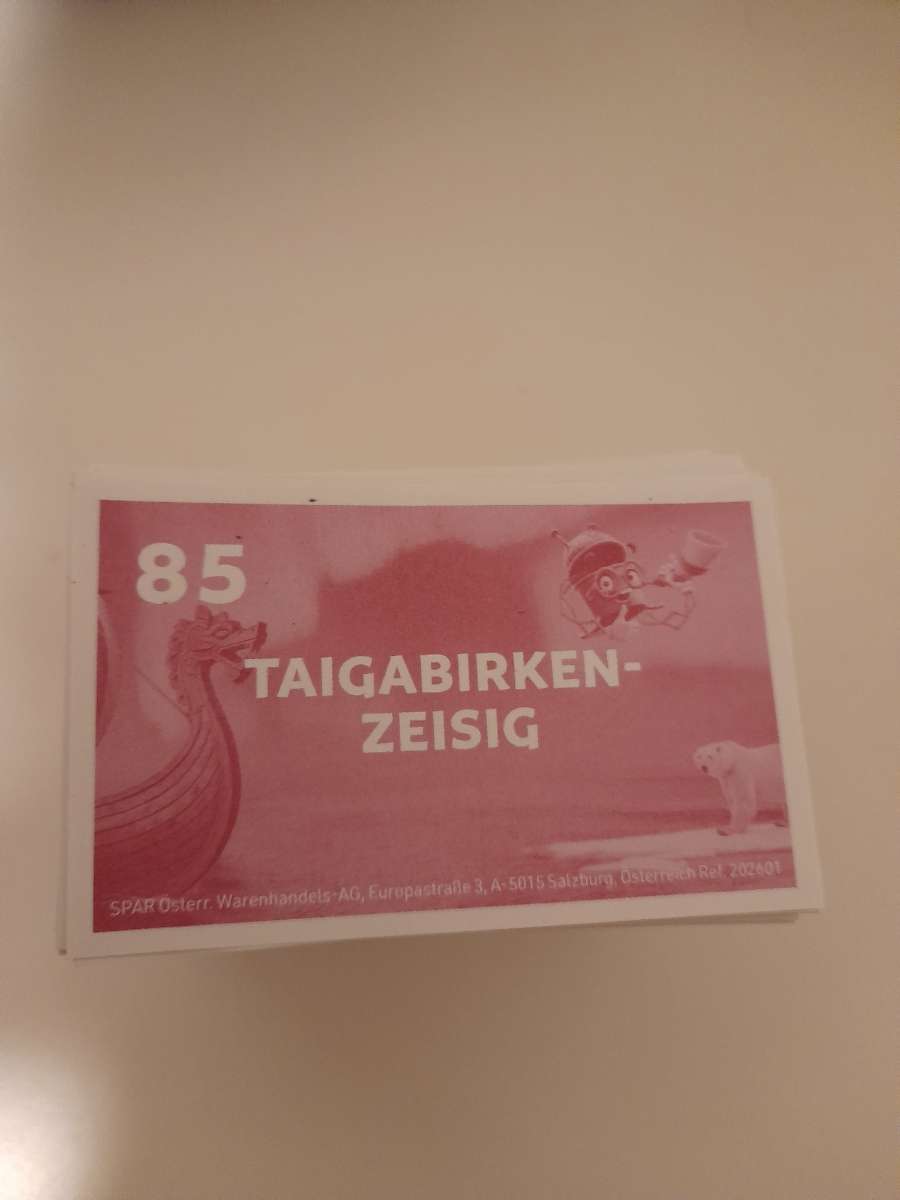 85
TAIGABIRKEN-
ZEISIG
SPAR Österr. Warenhandels-AG, Europastraße 3, A-5015 Salzburg, Österreich Ref. 202601